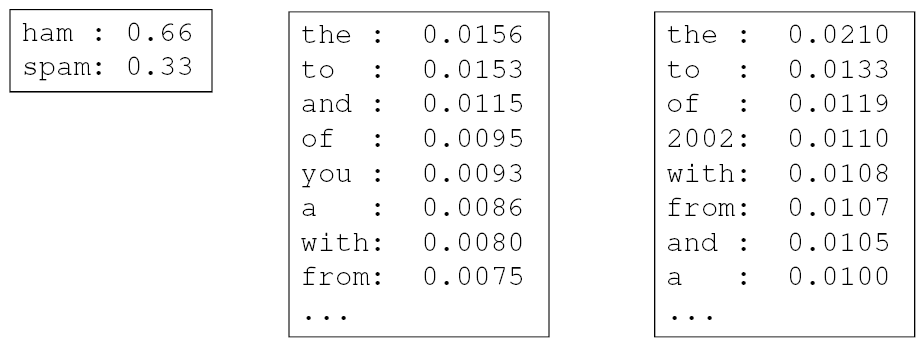 ham : 0.66
spam: 0.33
the : 0.0156
to : 0.0153
and : 0.0115
of : 0.0095
you : 0.0093
a : 0.0086
with: 0.0080
from: 0.0075
...
the : 0.0210
to : 0.0133
of : 0.0119
2002: 0.0110
with: 0.0108
from: 0.0107
and : 0.0105
a : 0.0100
...